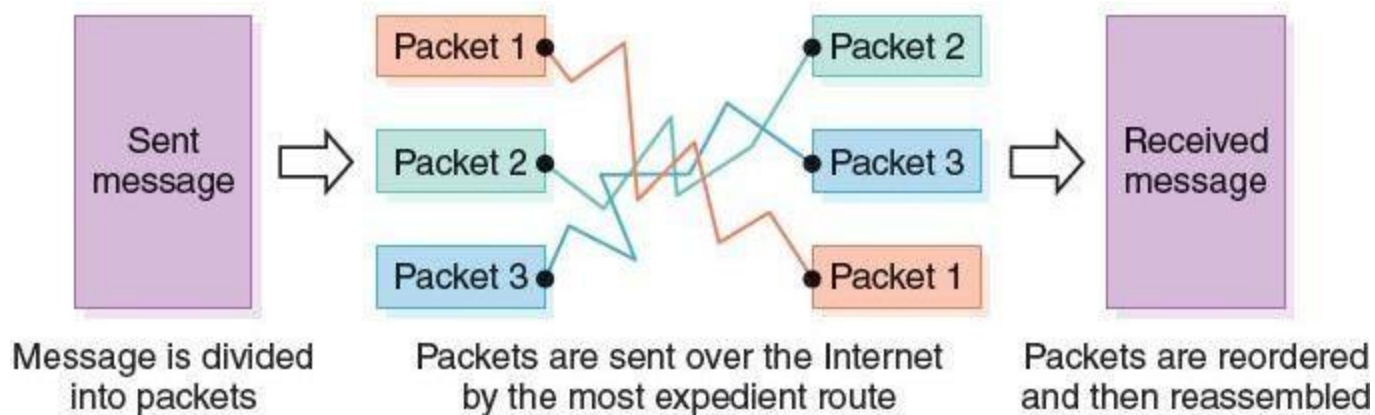 Sent
message
Packet 1
Packet 2
Packet 3
Packet 2
Packet 3
Packet 1
Received
message
Message is divided
into packets
Packets are sent over the Internet
by the most expedient route
Packets are reordered
and then reassembled